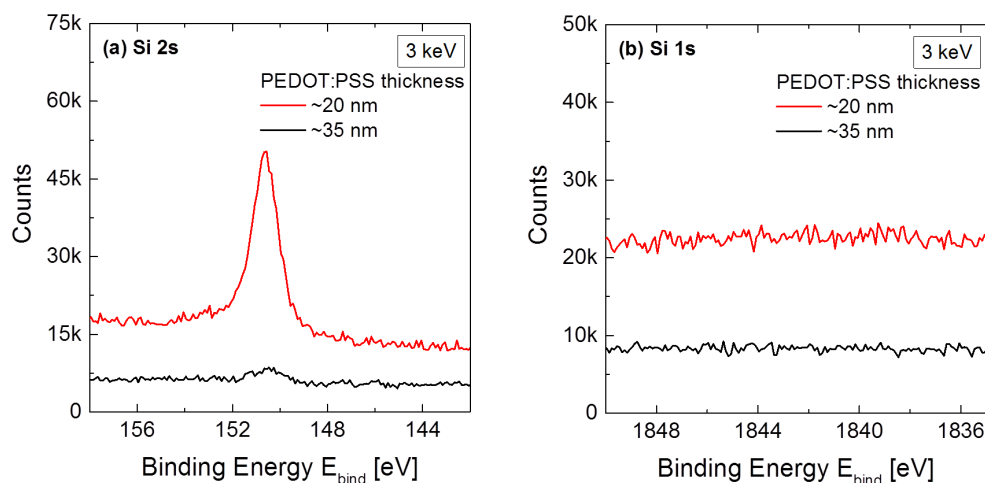 (a) Si 2s
3 keV
PEDOT:PSS thickness
~20 nm
~35 nm
75k
60k
45k
30k
15k
0
Counts
156
152
148
144
Binding Energy E_bind [eV]
(b) Si 1s
3 keV
PEDOT:PSS thickness
~20 nm
~35 nm
50k
40k
30k
20k
10k
0
Counts
1848
1844
1840
1836
Binding Energy E_bind [eV]